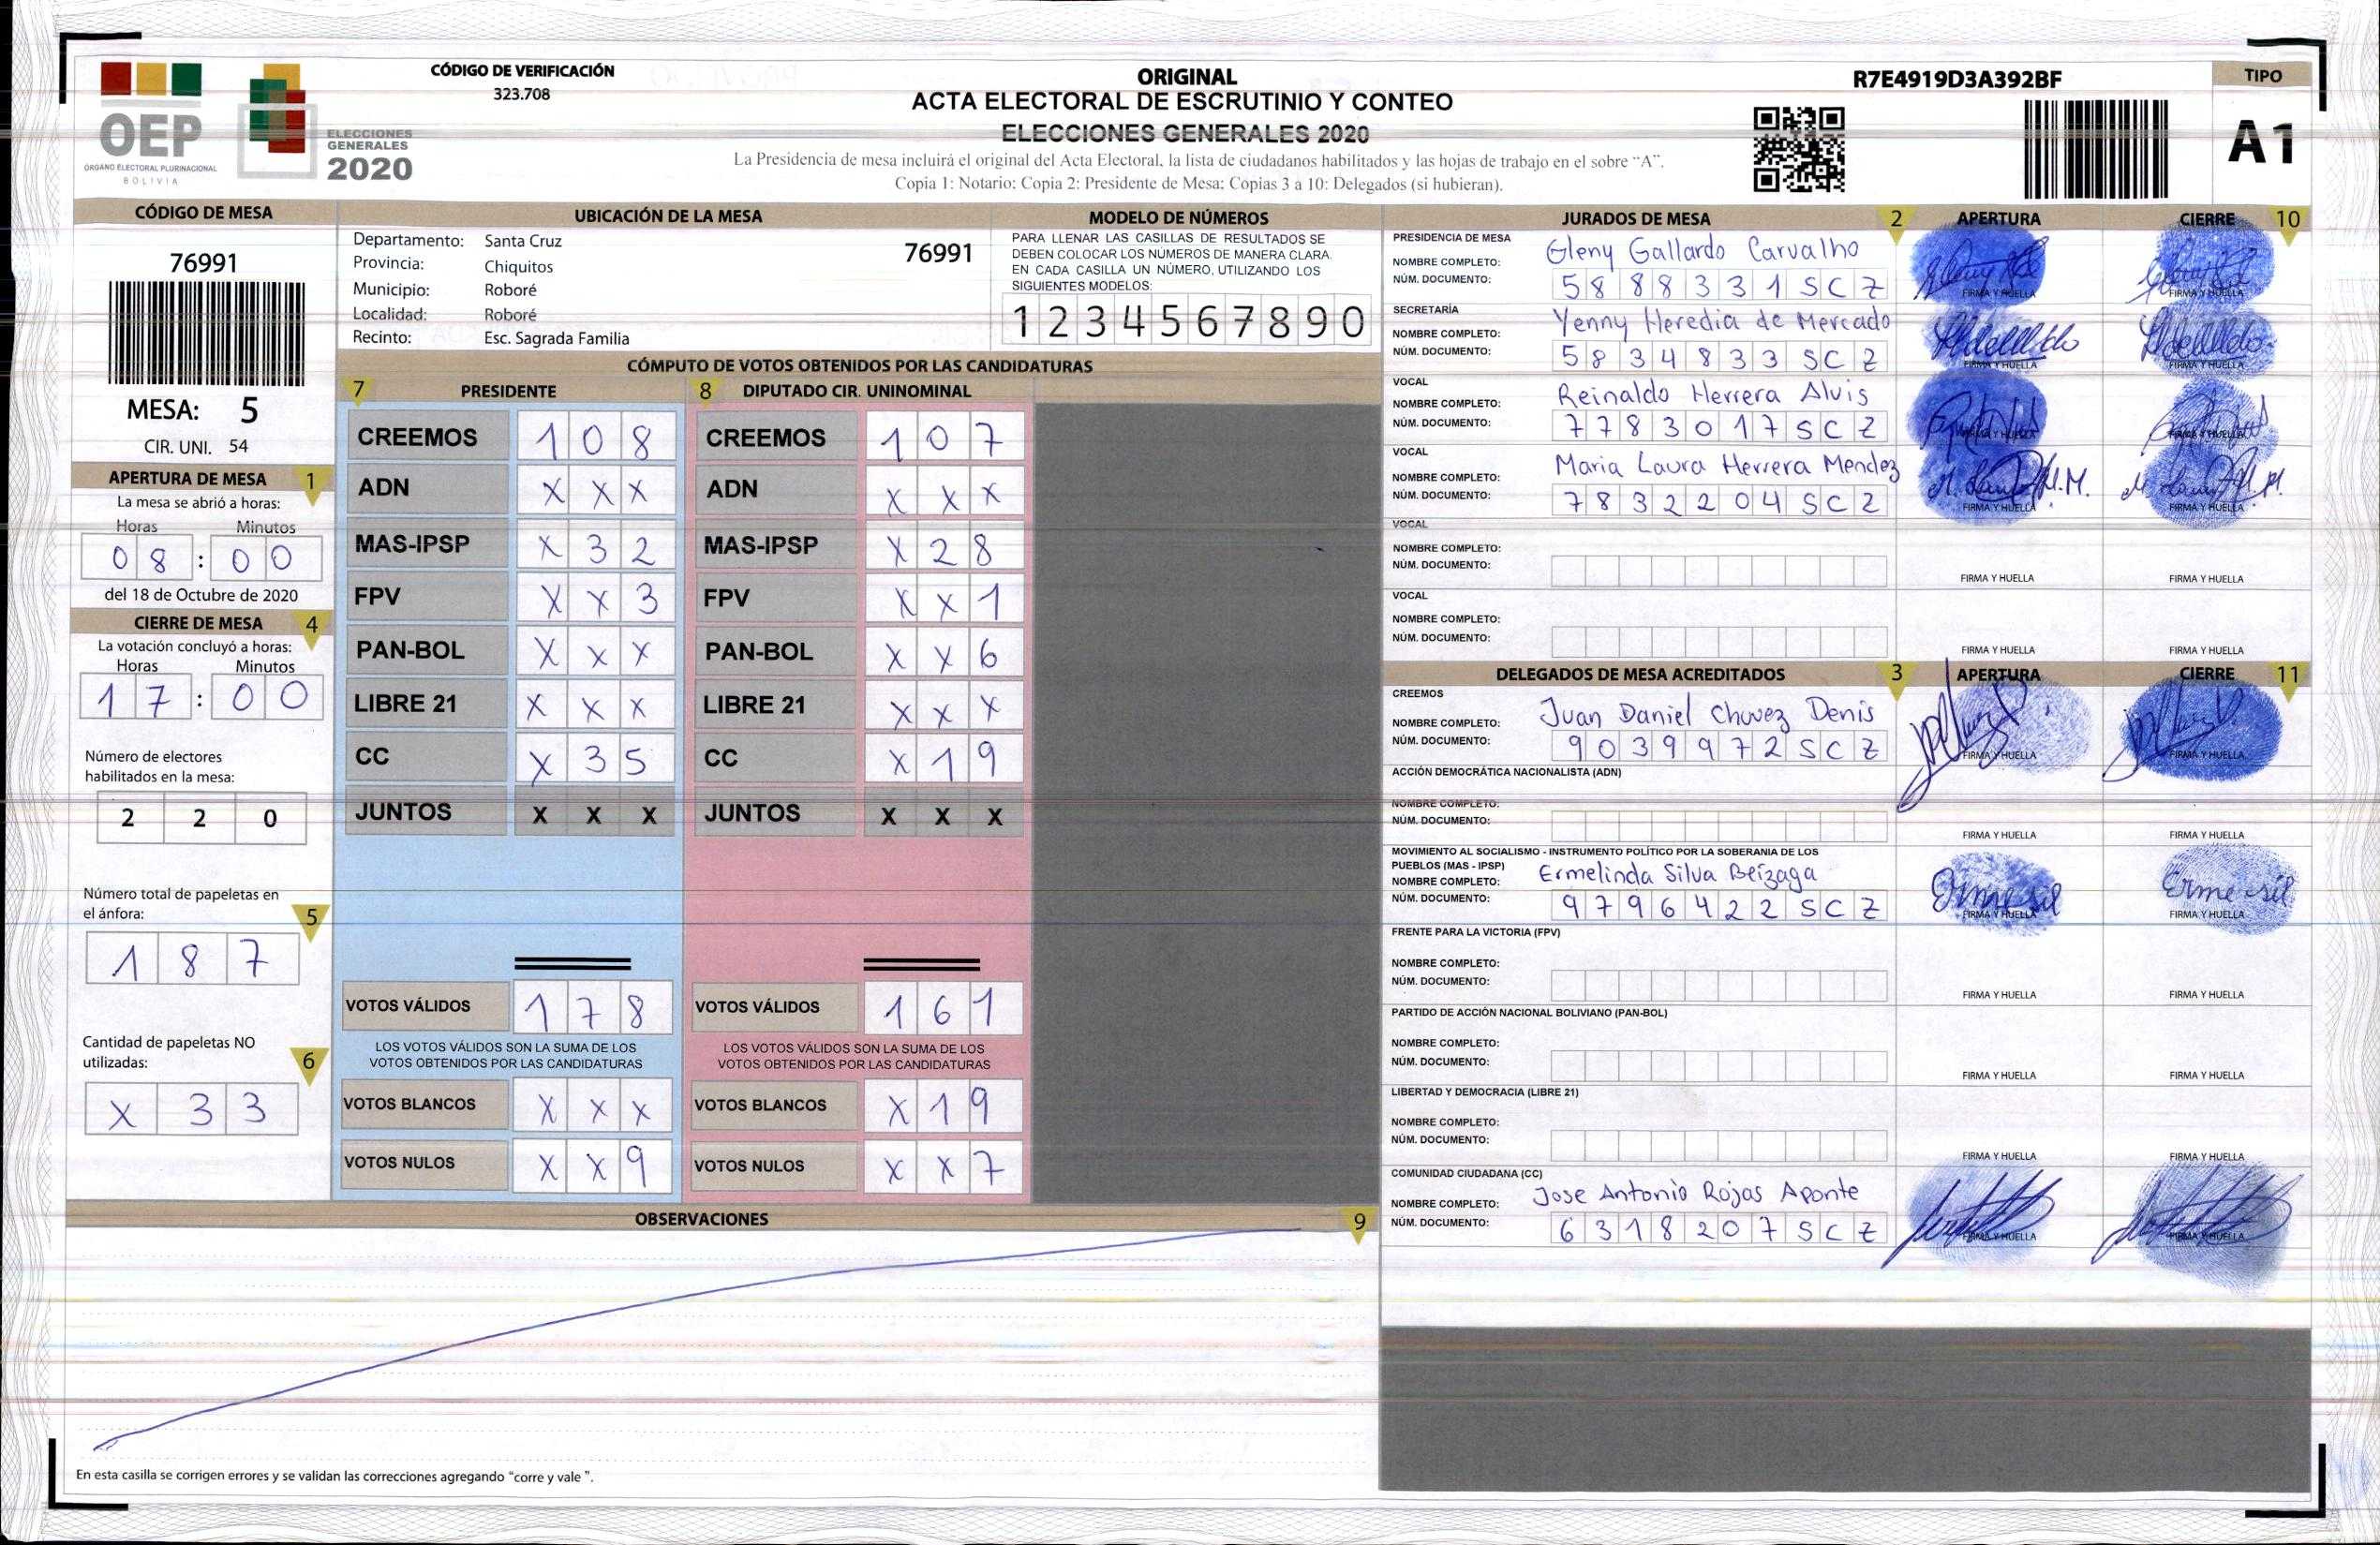 OEP
ÓRGANO ELECTORAL PLURINACIONAL
BOLIVIA
ELECCIONES
GENERALES
2020
CÓDIGO DE VERIFICACIÓN
323.708
ORIGINAL
ACTA ELECTORAL DE ESCRUTINIO Y CONTEO
ELECCIONES GENERALES 2020
La Presidencia de mesa incluirá el original del Acta Electoral, la lista de ciudadanos habilitados y las hojas de trabajo en el sobre “A”.
Copia 1: Notario: Copia 2: Presidente de Mesa: Copias 3 a 10: Delegados (si hubieran).
R7E4919D3A392BF
TIPO
A1
CÓDIGO DE MESA
76991
MESA: 5
CIR. UNI. 54
APERTURA DE MESA 1
La mesa se abrió a horas:
Horas Minutos
08:00
del 18 de Octubre de 2020
CIERRE DE MESA 4
La votación concluyó a horas:
Horas Minutos
17:00
Número de electores
habilitados en la mesa:
2 2 0
Número total de papeletas en
el ánfora: 5
1 8 7
Cantidad de papeletas NO
utilizadas: 6
X 3 3
UBICACIÓN DE LA MESA
Departamento: Santa Cruz 76991
Provincia: Chiquitos
Municipio: Roboré
Localidad: Roboré
Recinto: Esc. Sagrada Familia
MODELO DE NÚMEROS
PARA LLENAR LAS CASILLAS DE RESULTADOS SE
DEBEN COLOCAR LOS NÚMEROS DE MANERA CLARA.
EN CADA CASILLA UN NÚMERO, UTILIZANDO LOS
SIGUIENTES MODELOS:
1 2 3 4 5 6 7 8 9 0
CÓMPUTO DE VOTOS OBTENIDOS POR LAS CANDIDATURAS
7 PRESIDENTE 8 DIPUTADO CIR. UNINOMINAL
CREEMOS 1 0 8 CREEMOS 1 0 7
ADN X X X ADN X X X
MAS-IPSP X 3 2 MAS-IPSP X 2 8
FPV X X 3 FPV X X 1
PAN-BOL X X X PAN-BOL X X 6
LIBRE 21 X X X LIBRE 21 X X X
CC X 3 5 CC X 1 9
JUNTOS X X X JUNTOS X X X
VOTOS VÁLIDOS 1 7 8 VOTOS VÁLIDOS 1 6 1
LOS VOTOS VÁLIDOS SON LA SUMA DE LOS LOS VOTOS VÁLIDOS SON LA SUMA DE LOS
VOTOS OBTENIDOS POR LAS CANDIDATURAS VOTOS OBTENIDOS POR LAS CANDIDATURAS
VOTOS BLANCOS X X X VOTOS BLANCOS X 1 9
VOTOS NULOS X X 9 VOTOS NULOS X X 7
OBSERVACIONES 9
En esta casilla se corrigen errores y se validan las correcciones agregando “corre y vale ”.
JURADOS DE MESA 2 APERTURA CIERRE 10
PRESIDENCIA DE MESA
NOMBRE COMPLETO: Gleny Gallardo Carvalho
NÚM. DOCUMENTO: 5888331SCZ FIRMA Y HUELLA FIRMA Y HUELLA
SECRETARÍA
NOMBRE COMPLETO: Yenny Heredia de Mercado
NÚM. DOCUMENTO: 5834833SCZ FIRMA Y HUELLA FIRMA Y HUELLA
VOCAL
NOMBRE COMPLETO: Reinaldo Herrera Alvis
NÚM. DOCUMENTO: 7783017SCZ FIRMA Y HUELLA FIRMA Y HUELLA
VOCAL
NOMBRE COMPLETO: Maria Laura Herrera Mendez
NÚM. DOCUMENTO: 7832204SCZ FIRMA Y HUELLA FIRMA Y HUELLA
VOCAL
NOMBRE COMPLETO:
NÚM. DOCUMENTO: FIRMA Y HUELLA FIRMA Y HUELLA
VOCAL
NOMBRE COMPLETO:
NÚM. DOCUMENTO: FIRMA Y HUELLA FIRMA Y HUELLA
DELEGADOS DE MESA ACREDITADOS 3 APERTURA CIERRE 11
CREEMOS
NOMBRE COMPLETO: Juan Daniel Chuvez Denis
NÚM. DOCUMENTO: 9039972SCZ FIRMA Y HUELLA FIRMA Y HUELLA
ACCIÓN DEMOCRÁTICA NACIONALISTA (ADN)
NOMBRE COMPLETO:
NÚM. DOCUMENTO: FIRMA Y HUELLA FIRMA Y HUELLA
MOVIMIENTO AL SOCIALISMO - INSTRUMENTO POLÍTICO POR LA SOBERANIA DE LOS
PUEBLOS (MAS - IPSP)
NOMBRE COMPLETO: Ermelinda Silva Beizaga
NÚM. DOCUMENTO: 9796422SCZ FIRMA Y HUELLA FIRMA Y HUELLA
Erme sil
FRENTE PARA LA VICTORIA (FPV)
NOMBRE COMPLETO:
NÚM. DOCUMENTO: FIRMA Y HUELLA FIRMA Y HUELLA
PARTIDO DE ACCIÓN NACIONAL BOLIVIANO (PAN-BOL)
NOMBRE COMPLETO:
NÚM. DOCUMENTO: FIRMA Y HUELLA FIRMA Y HUELLA
LIBERTAD Y DEMOCRACIA (LIBRE 21)
NOMBRE COMPLETO:
NÚM. DOCUMENTO: FIRMA Y HUELLA FIRMA Y HUELLA
COMUNIDAD CIUDADANA (CC)
NOMBRE COMPLETO: Jose Antonio Rojas Aponte
NÚM. DOCUMENTO: 6318207SCZ FIRMA Y HUELLA FIRMA Y HUELLA